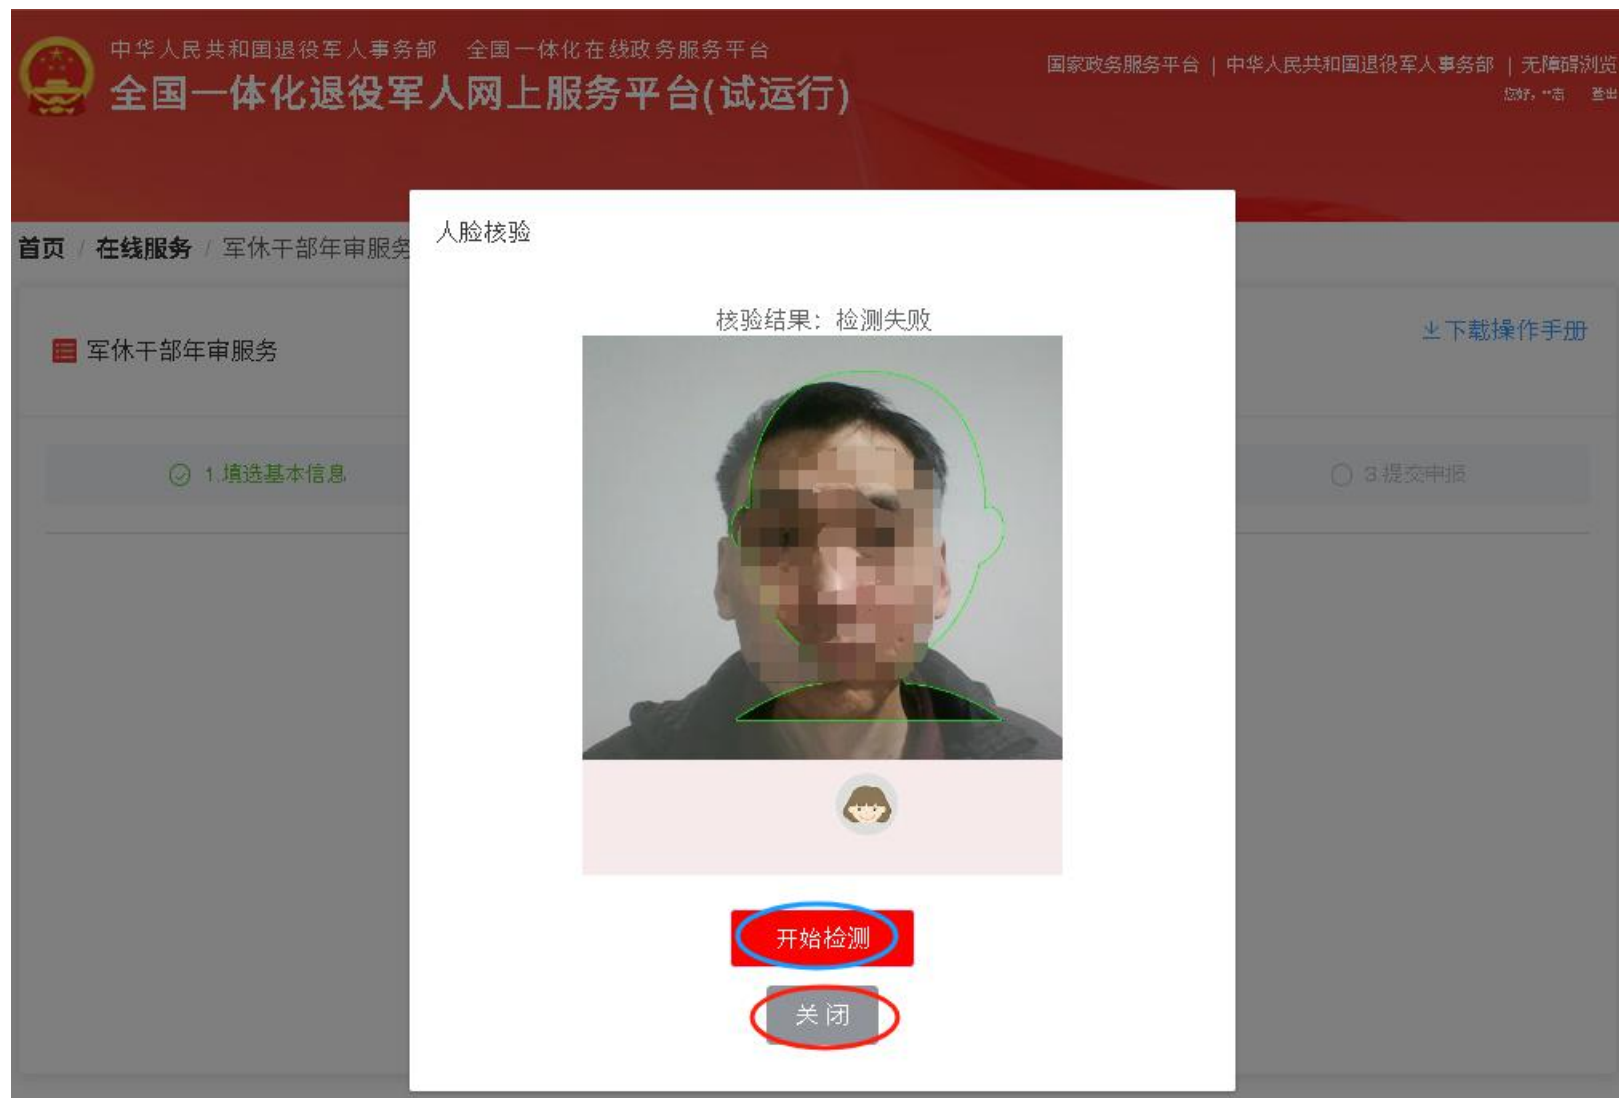 中华人民共和国退役军人事务部 全国一体化在线政务服务平台
全国一体化退役军人网上服务平台(试运行)
国家政务服务平台 | 中华人民共和国退役军人事务部 | 无障碍浏览
您好, **志 登出
首页 / 在线服务 / 军休干部年审服务
人脸核验
核验结果：检测失败
下载操作手册
军休干部年审服务
1.填选基本信息
3.提交申报
开始检测
关闭